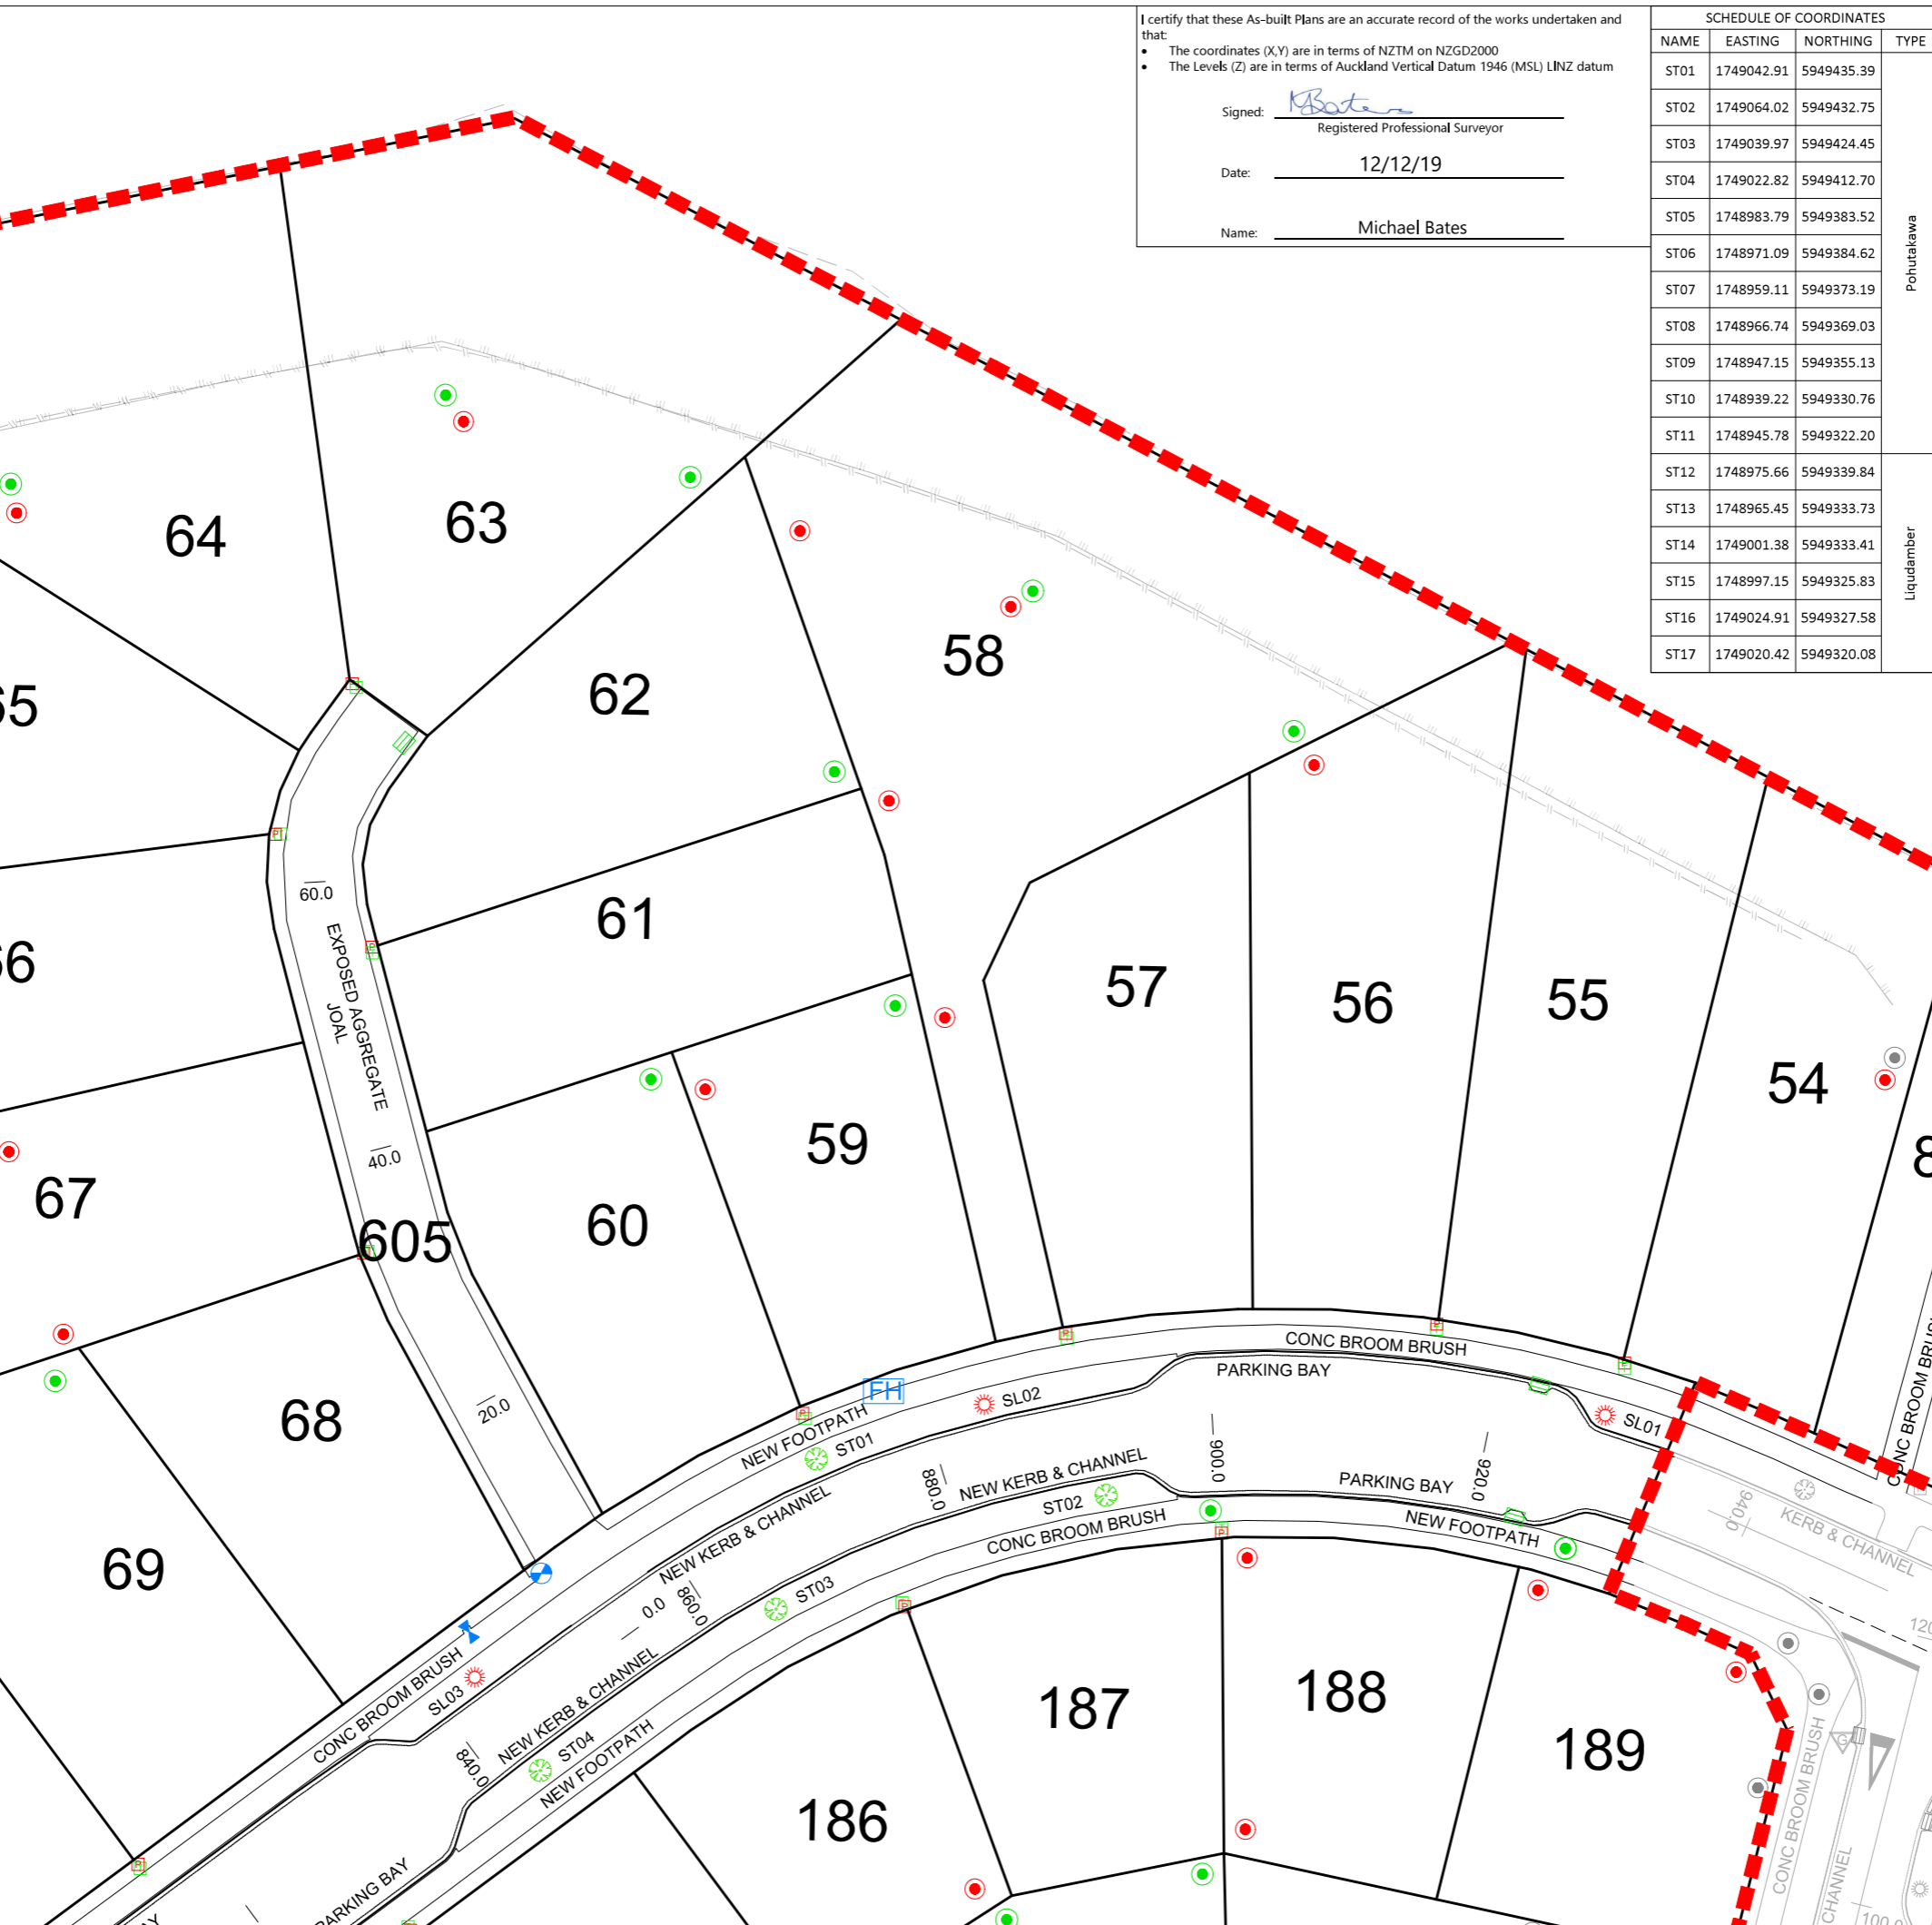 I certify that these As-built Plans are an accurate record of the works undertaken and
that:
• The coordinates (X,Y) are in terms of NZTM on NZGD2000
• The Levels (Z) are in terms of Auckland Vertical Datum 1946 (MSL) LINZ datum
Signed: MBates
Registered Professional Surveyor
Date: 12/12/19
Name: Michael Bates
SCHEDULE OF COORDINATES
NAME EASTING NORTHING TYPE
ST01 1749042.91 5949435.39
ST02 1749064.02 5949432.75
ST03 1749039.97 5949424.45
ST04 1749022.82 5949412.70
ST05 1748983.79 5949383.52
ST06 1748971.09 5949384.62
ST07 1748959.11 5949373.19
ST08 1748966.74 5949369.03
ST09 1748947.15 5949355.13
ST10 1748939.22 5949330.76
ST11 1748945.78 5949322.20
Pohutakawa
ST12 1748975.66 5949339.84
ST13 1748965.45 5949333.73
ST14 1749001.38 5949333.41
ST15 1748997.15 5949325.83
ST16 1749024.91 5949327.58
ST17 1749020.42 5949320.08
Liqudamber
64
63
58
62
65
61
66
57
56
55
54
8
59
60
67
605
68
69
60.0
EXPOSED AGGREGATE
JOAL
40.0
20.0
CONC BROOM BRUSH
PARKING BAY
FH
SL02
SL01
NEW FOOTPATH
ST01
900.0
880.0
NEW KERB & CHANNEL
PARKING BAY
920.0
ST02
CONC BROOM BRUSH
NEW FOOTPATH
940.0
KERB & CHANNEL
CONC BROOM BRUSH
NEW KERB & CHANNEL
0.0
860.0
ST03
120
CONC BROOM BRUSH
SL03
NEW KERB & CHANNEL
840.0
ST04
NEW FOOTPATH
187
188
189
186
G
CONC BROOM BRUSH
CHANNEL
100.0
PARKING BAY
AY